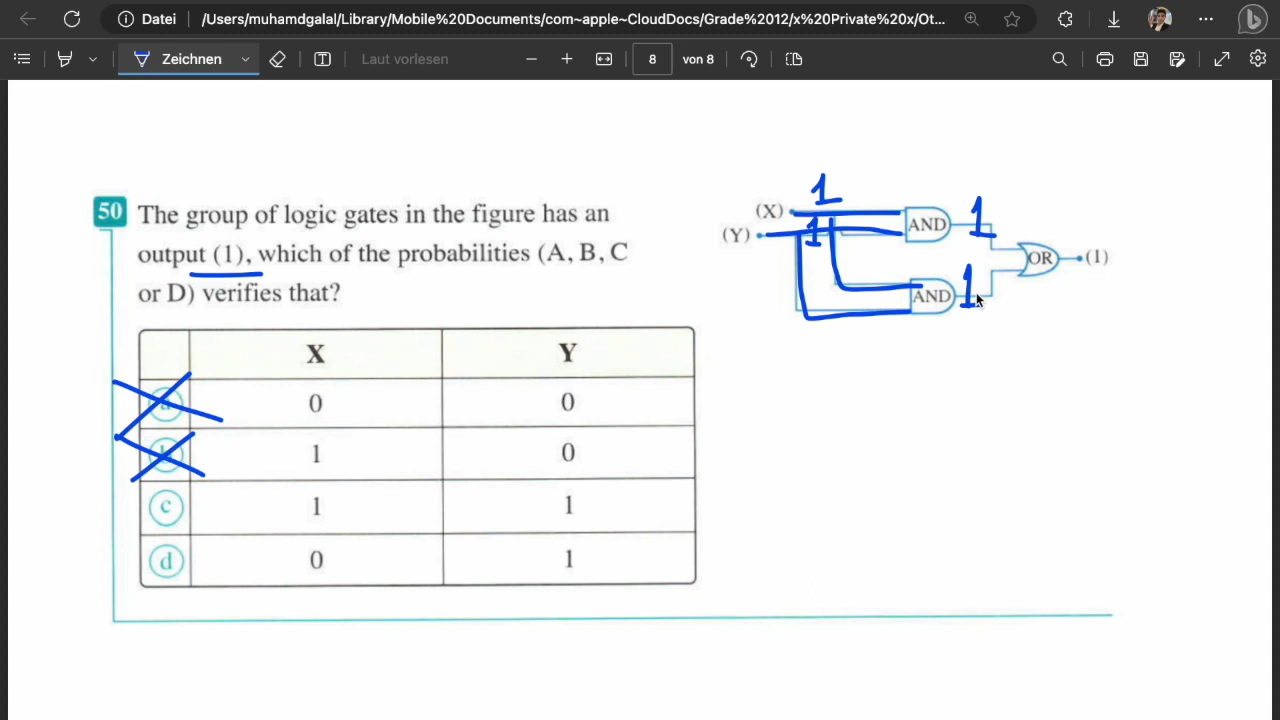 Datei
/Users/muhamdgalal/Library/Mobile%20Documents/com~apple~CloudDocs/Grade%2012/x%20Private%20x/Ot...
Zeichnen
Laut vorlesen
8
von 8
50 The group of logic gates in the figure has an
output (1), which of the probabilities (A, B, C
or D) verifies that?
X Y
0 0
1 0
c 1 1
d 0 1
1
(X)
1
(Y)
AND
1
AND
1
OR
(1)